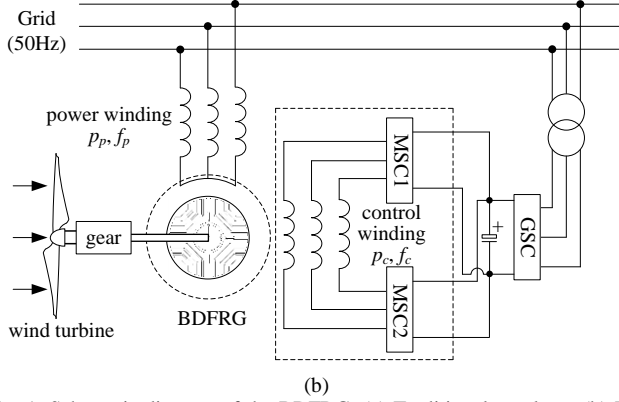 Grid
(50Hz)
power winding
p_p, f_p
MSC1
control
winding
p_c, f_c
MSC2
+
GSC
gear
BDFRG
wind turbine
(b)